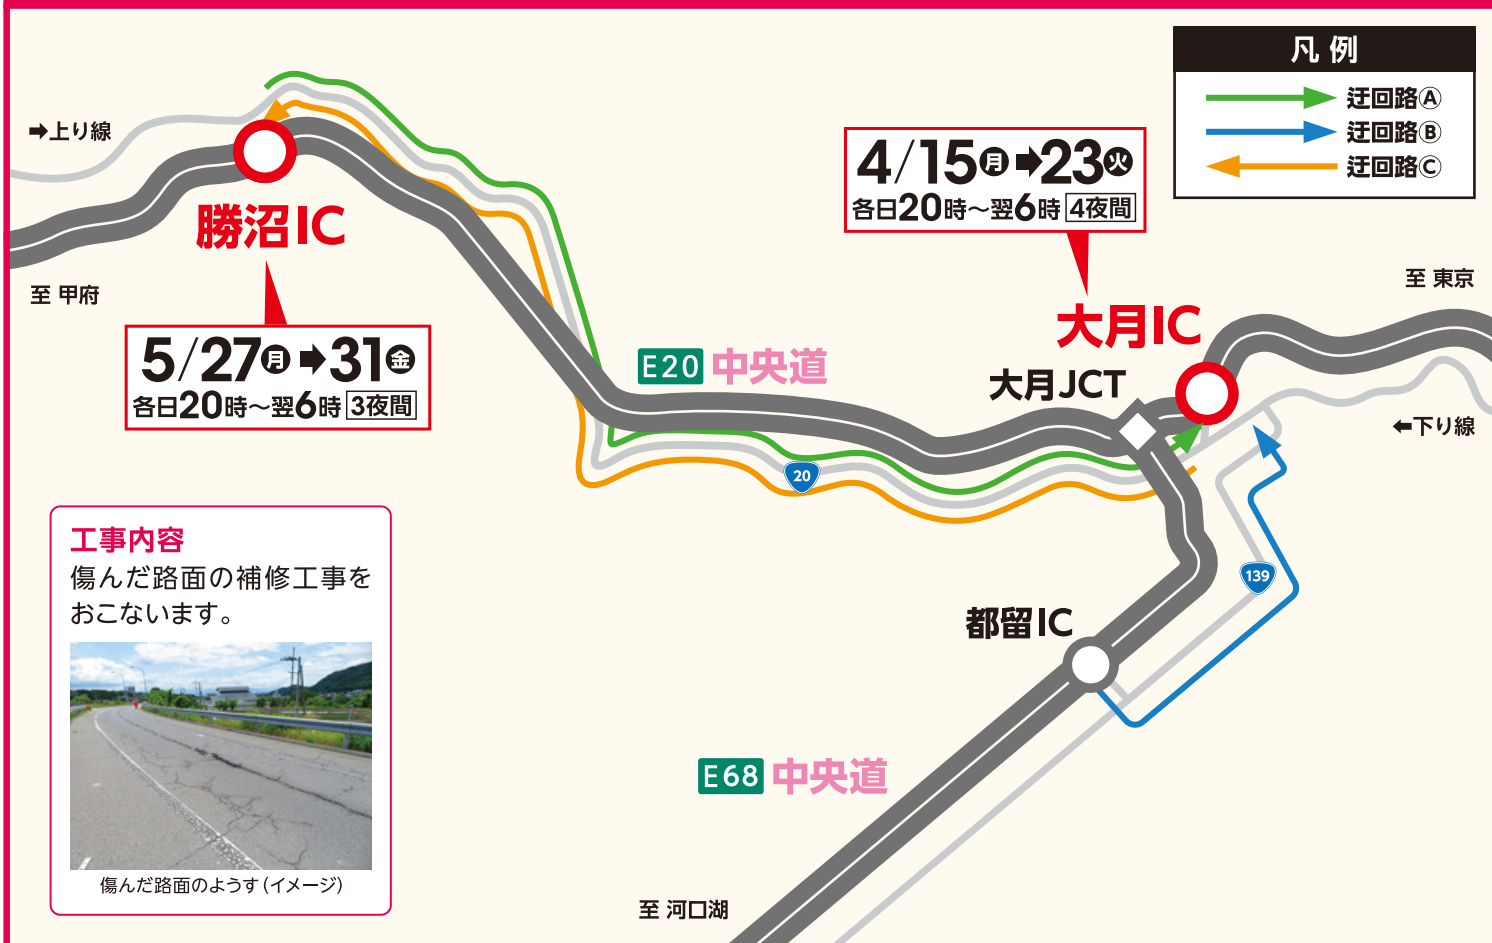 凡 例
迂回路Ⓐ
迂回路Ⓑ
迂回路Ⓒ
➡上り線
勝沼IC
至 甲府
5/27㊊➡31㊎
各日20時～翌6時 3夜間
4/15㊊➡23㊋
各日20時～翌6時 4夜間
大月IC
至 東京
大月JCT
⬅下り線
E20 中央道
20
139
都留IC
E68 中央道
至 河口湖
工事内容
傷んだ路面の補修工事を
おこないます。
傷んだ路面のようす(イメージ)